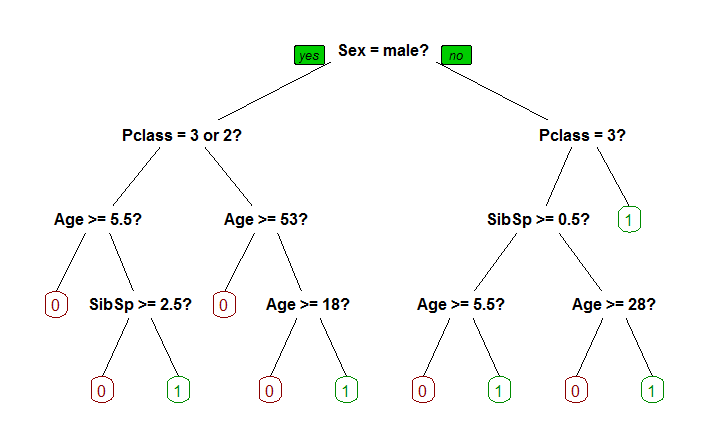 yes Sex = male? no
Pclass = 3 or 2? Pclass = 3?
Age >= 5.5? Age >= 53? SibSp >= 0.5? 1
0 SibSp >= 2.5? 0 Age >= 18? Age >= 5.5? Age >= 28?
0 1 0 1 0 1 0 1